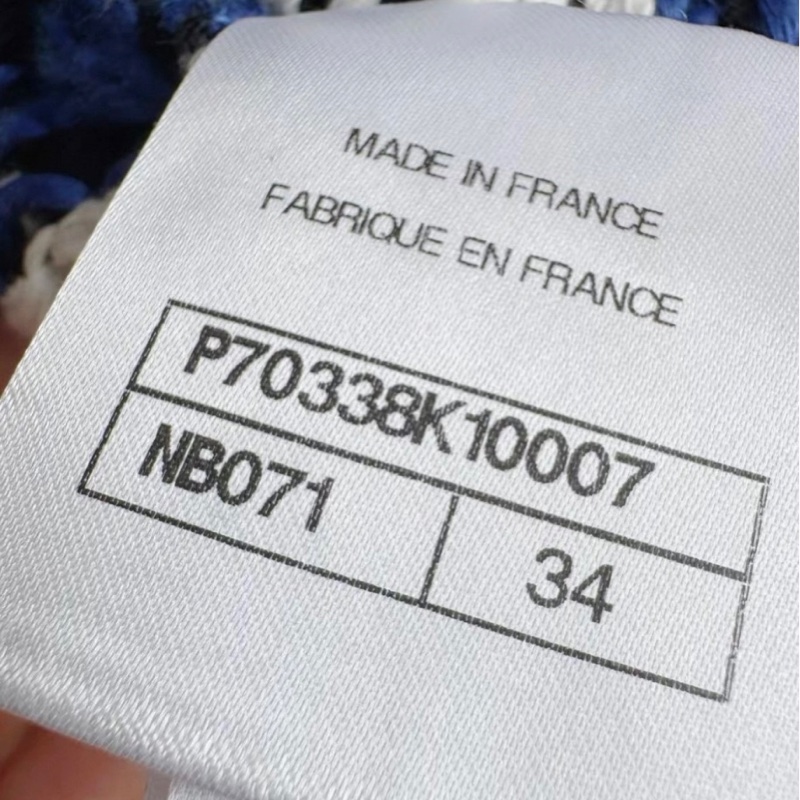 MADE IN FRANCE
FABRIQUE EN FRANCE
P70338K10007
NB071 34